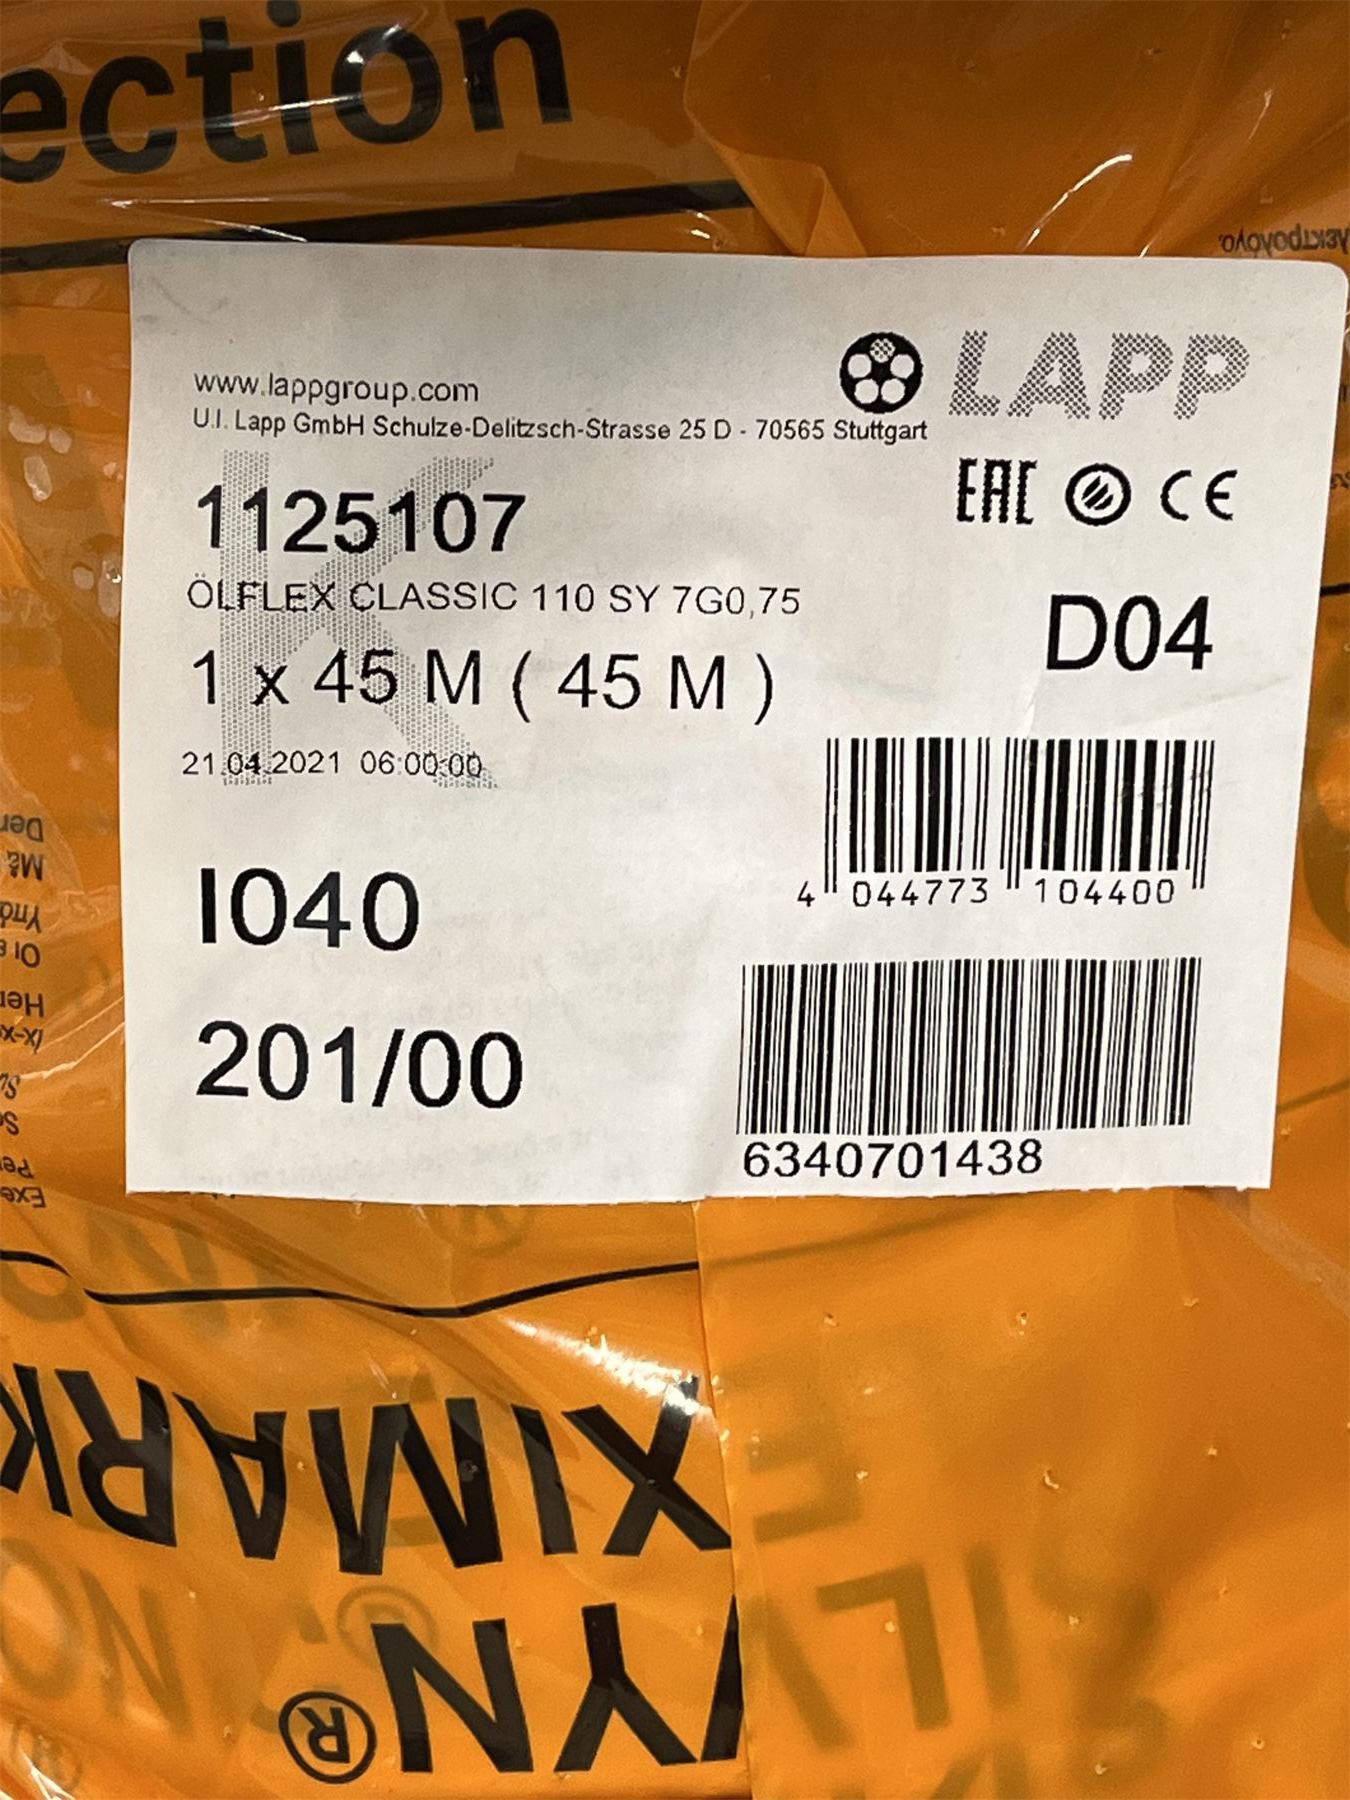 ection
www.lappgroup.com
LAPP
U.I. Lapp GmbH Schulze-Delitzsch-Strasse 25 D - 70565 Stuttgart
K
1125107
EAC CE
ÖLFLEX CLASSIC 110 SY 7G0,75
D04
1 x 45 M ( 45 M )
21.04.2021 06:00:00
4 044773 104400
I040
201/00
6340701438
XIMARK
YN®